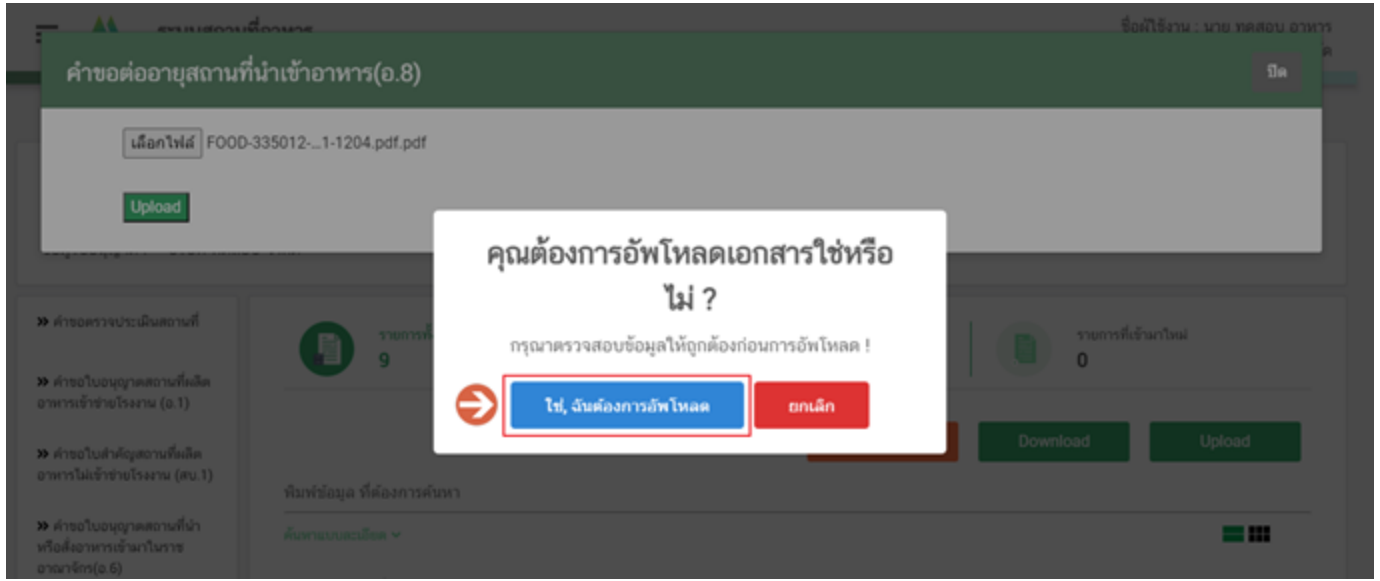 ระบบสถานที่อาหาร
ชื่อผู้ใช้งาน : นาย ทดสอบ อาหาร
คำขอต่ออายุสถานที่นำเข้าอาหาร(อ.8)
ปิด
เลือกไฟล์ FOOD-335012-...1-1204.pdf.pdf
Upload
คุณต้องการอัพโหลดเอกสารใช่หรือ
ไม่ ?
กรุณาตรวจสอบข้อมูลให้ถูกต้องก่อนการอัพโหลด !
ใช่, ฉันต้องการอัพโหลด
ยกเลิก
» คำขอตรวจประเมินสถานที่
» คำขอใบอนุญาตสถานที่ผลิต
อาหารเข้าข่ายโรงงาน (อ.1)
» คำขอใบสำคัญสถานที่ผลิต
อาหารไม่เข้าข่ายโรงงาน (สบ.1)
» คำขอใบอนุญาตสถานที่นำ
หรือสั่งอาหารเข้ามาในราช
อาณาจักร(อ.6)
9
รายการที่เข้ามาใหม่
0
Download
Upload
พิมพ์ข้อมูล ที่ต้องการค้นหา
ค้นหาแบบละเอียด